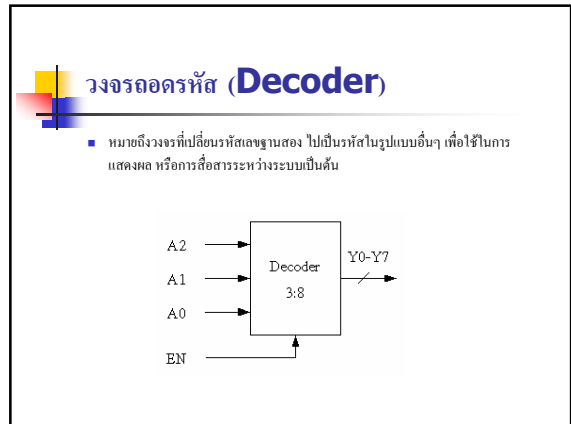 วงจรถอดรหัส (Decoder)
หมายถึงวงจรที่เปลี่ยนรหัสเลขฐานสอง ไปเป็นรหัสในรูปแบบอื่นๆ เพื่อใช้ในการ
แสดงผล หรือการสื่อสารระหว่างระบบเป็นต้น
A2
Y0-Y7
Decoder
A1
3:8
A0
EN